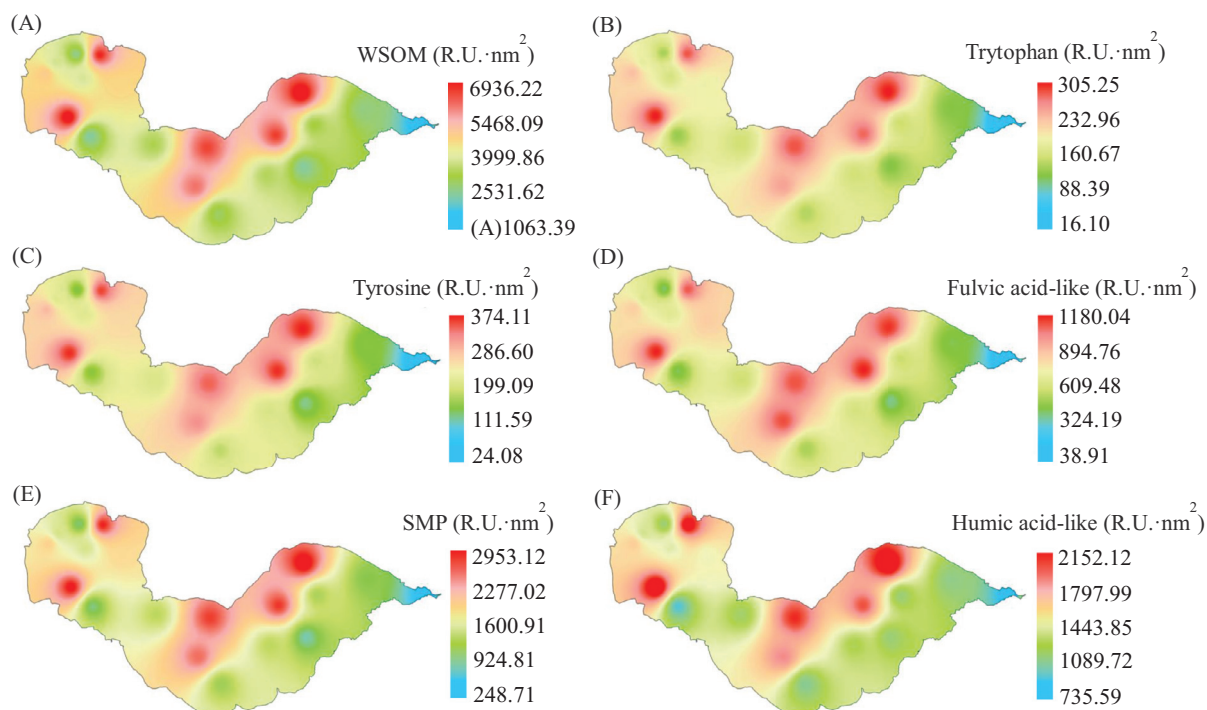 (A)
WSOM (R.U.·nm²)
6936.22
5468.09
3999.86
2531.62
(A)1063.39
(B)
Trytophan (R.U.·nm²)
305.25
232.96
160.67
88.39
16.10
(C)
Tyrosine (R.U.·nm²)
374.11
286.60
199.09
111.59
24.08
(D)
Fulvic acid-like (R.U.·nm²)
1180.04
894.76
609.48
324.19
38.91
(E)
SMP (R.U.·nm²)
2953.12
2277.02
1600.91
924.81
248.71
(F)
Humic acid-like (R.U.·nm²)
2152.12
1797.99
1443.85
1089.72
735.59